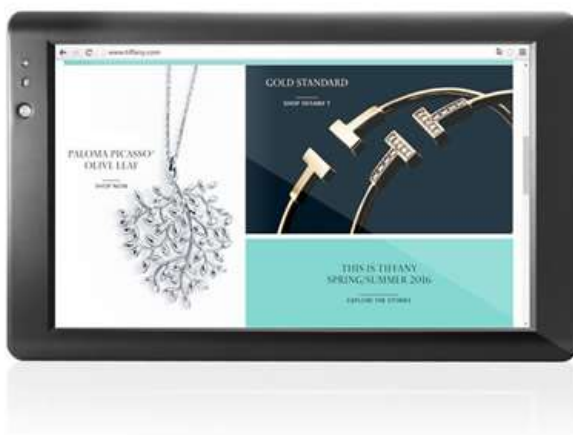 www.tiffany.com
PALOMA PICASSO®
OLIVE LEAF
SHOP NOW
GOLD STANDARD
SHOP TIFFANY T
THIS IS TIFFANY
SPRING/SUMMER 2016
EXPLORE THE STORIES